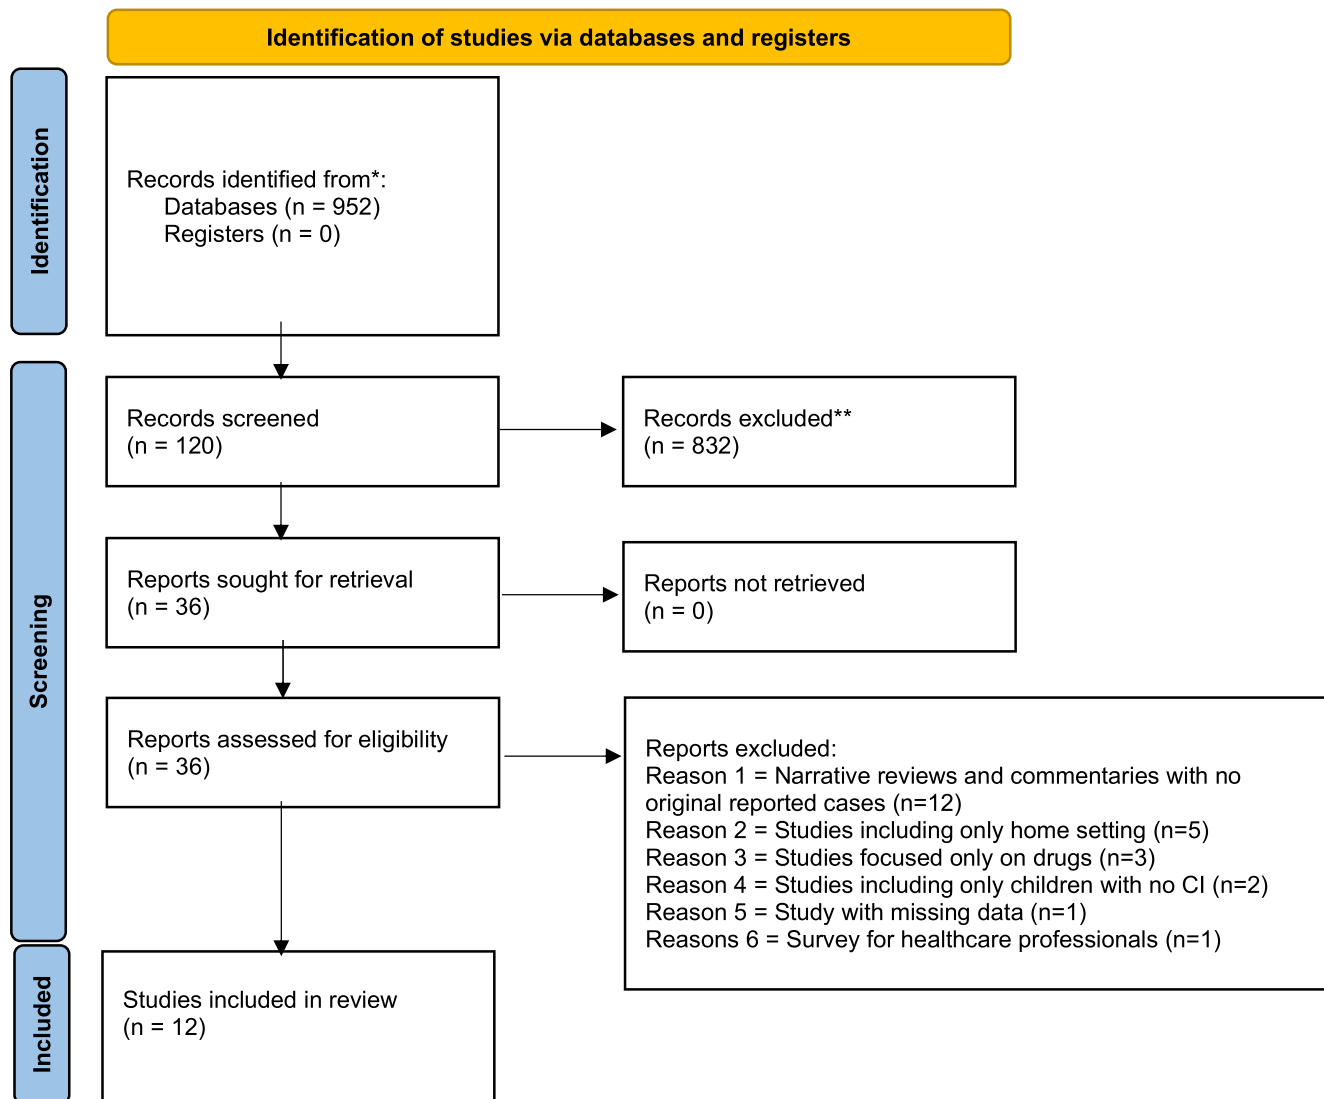 Identification of studies via databases and registers
Identification
Records identified from*:
Databases (n = 952)
Registers (n = 0)
Screening
Records screened
(n = 120)
Records excluded**
(n = 832)
Reports sought for retrieval
(n = 36)
Reports not retrieved
(n = 0)
Reports assessed for eligibility
(n = 36)
Reports excluded:
Reason 1 = Narrative reviews and commentaries with no
original reported cases (n=12)
Reason 2 = Studies including only home setting (n=5)
Reason 3 = Studies focused only on drugs (n=3)
Reason 4 = Studies including only children with no CI (n=2)
Reason 5 = Study with missing data (n=1)
Reasons 6 = Survey for healthcare professionals (n=1)
Included
Studies included in review
(n = 12)